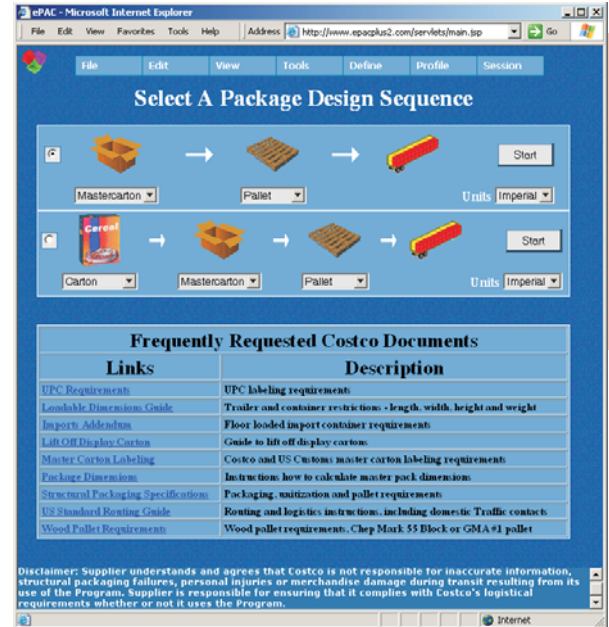 ePAC - Microsoft Internet Explorer
File Edit View Favorites Tools Help Address http://www.epacplus2.com/servlets/main.jsp Go
File Edit View Tools Define Profile Session
Select A Package Design Sequence
Start
Mastercarton Pallet Units Imperial
Cereal
Start
Carton Mastercarton Pallet Units Imperial
Frequently Requested Costco Documents
Links Description
UPC Requirements UPC labeling requirements
Loadable Dimensions Guide Trailer and container restrictions - length, width, height and weight
Imports Addendum Floor loaded import container requirements
Lift Off Display Carton Guide to lift off display cartons
Master Carton Labeling Costco and US Customs master carton labeling requirements
Package Dimensions Instructions how to calculate master pack dimensions
Structural Packaging Specifications Packaging, unitization and pallet requirements
US Standard Routing Guide Routing and logistics instructions, including domestic Traffic contacts
Wood Pallet Requirements Wood pallet requirements, Chep Mark 55 Block or GMA #1 pallet
Disclaimer: Supplier understands and agrees that Costco is not responsible for inaccurate information,
structural packaging failures, personal injuries or merchandise damage during transit resulting from its
use of the Program. Supplier is responsible for ensuring that it complies with Costco's logistical
requirements whether or not it uses the Program.
Internet